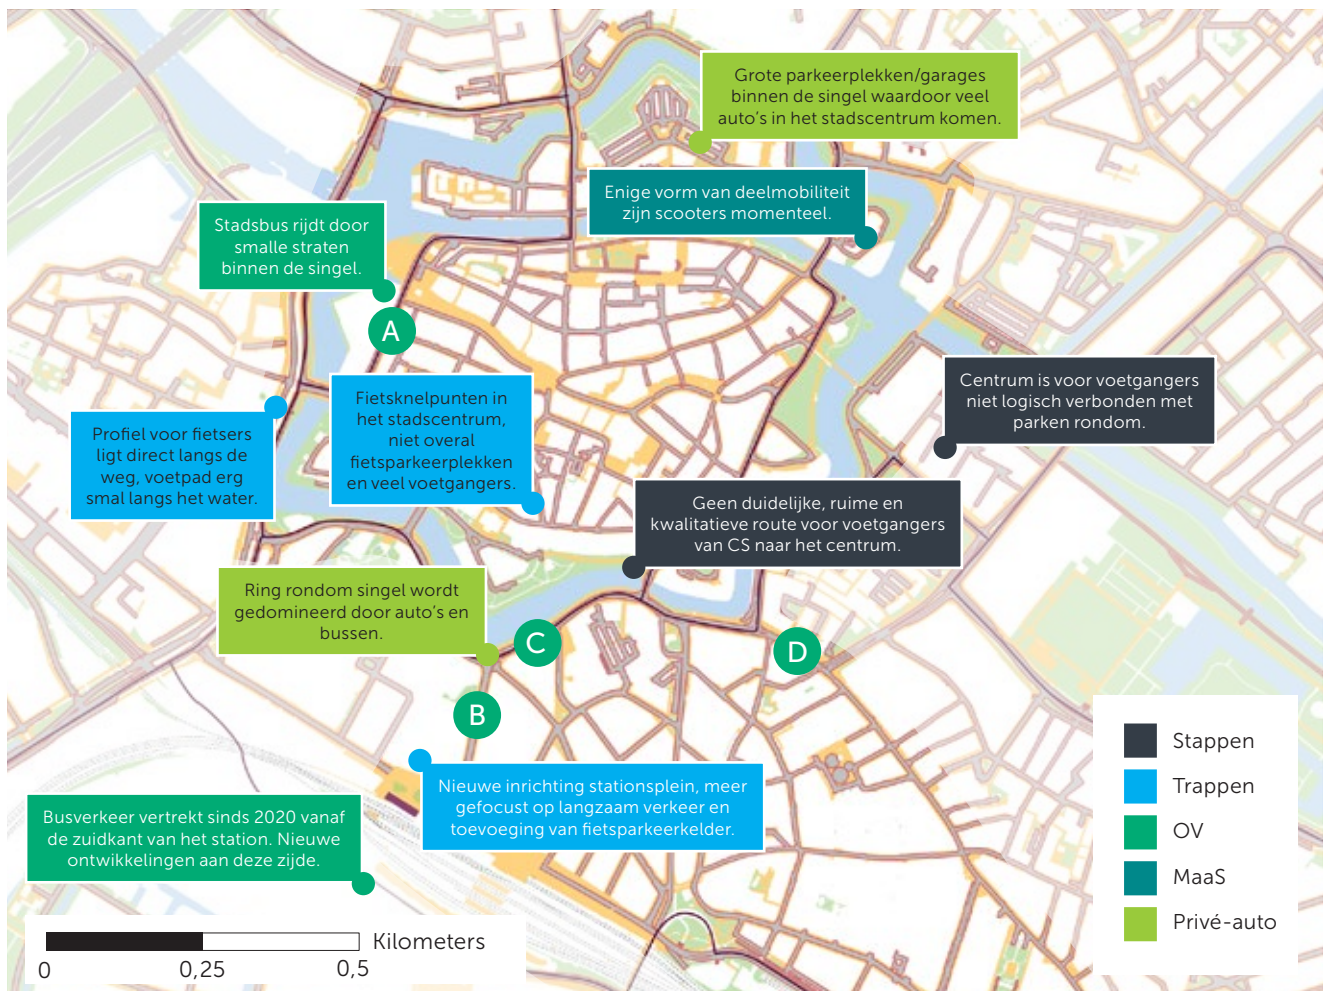 Grote parkeerplekken/garages
binnen de singel waardoor veel
auto's in het stadscentrum komen.
Enige vorm van deelmobiliteit
zijn scooters momenteel.
Stadsbus rijdt door
smalle straten
binnen de singel.
A
Centrum is voor voetgangers
niet logisch verbonden met
parken rondom.
Fietsknelpunten in
het stadscentrum,
niet overal
fietsparkeerplekken
en veel voetgangers.
Profiel voor fietsers
ligt direct langs de
weg, voetpad erg
smal langs het water.
Geen duidelijke, ruime en
kwalitatieve route voor voetgangers
van CS naar het centrum.
Ring rondom singel wordt
gedomineerd door auto's en
bussen.
C
D
B
Nieuwe inrichting stationsplein, meer
gefocust op langzaam verkeer en
toevoeging van fietsparkeerkelder.
Busverkeer vertrekt sinds 2020 vanaf
de zuidkant van het station. Nieuwe
ontwikkelingen aan deze zijde.
Stappen
Trappen
OV
MaaS
Privé-auto
Kilometers
0 0,25 0,5